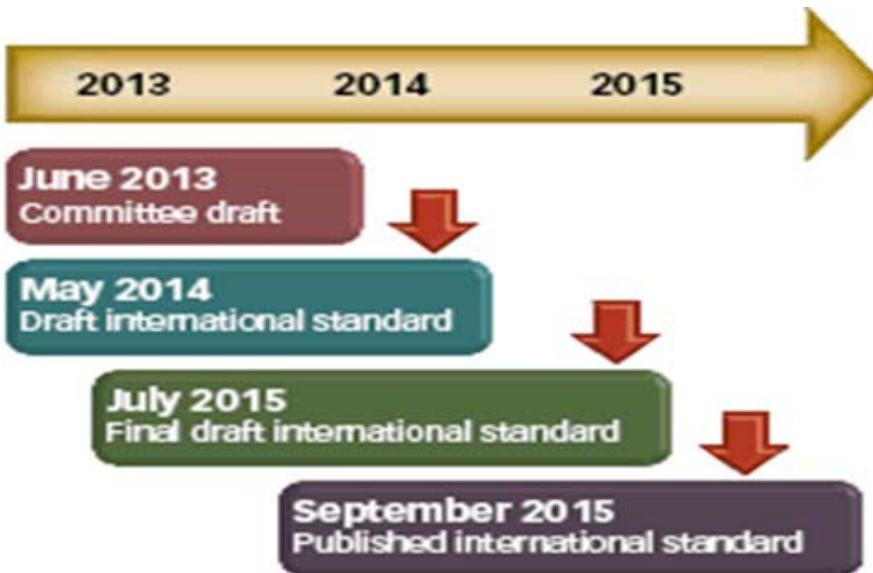 2013 2014 2015
June 2013
Committee draft
May 2014
Draft international standard
July 2015
Final draft international standard
September 2015
Published international standard